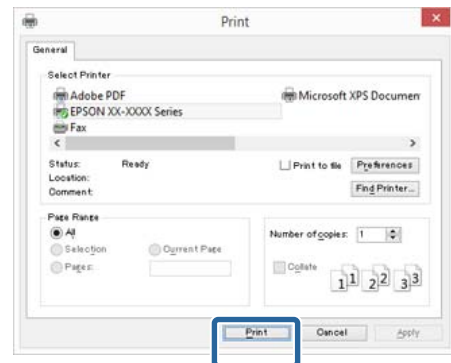 Print
General
Select Printer
Adobe PDF
Microsoft XPS Documen
EPSON XX-XXXX Series
Fax
Status: Ready
Print to file
Preferences
Location:
Comment:
Find Printer...
Page Range
All
Selection
Current Page
Pages:
Number of copies: 1
Collate
1 1 2 2 3 3
Print
Cancel
Apply